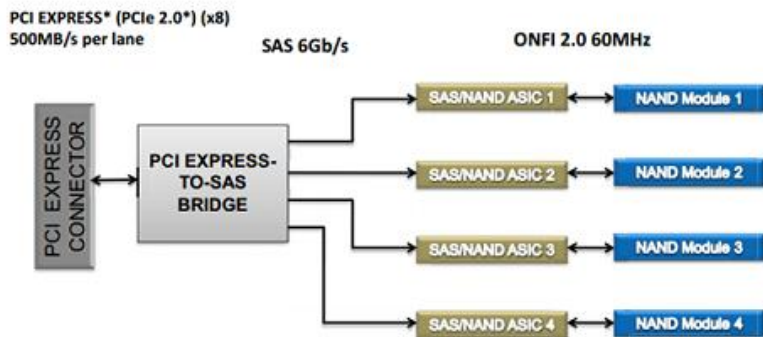 PCI EXPRESS* (PCIe 2.0*) (x8)
500MB/s per lane
SAS 6Gb/s
ONFI 2.0 60MHz
PCI EXPRESS
CONNECTOR
PCI EXPRESS-
TO-SAS
BRIDGE
SAS/NAND ASIC 1
NAND Module 1
SAS/NAND ASIC 2
NAND Module 2
SAS/NAND ASIC 3
NAND Module 3
SAS/NAND ASIC 4
NAND Module 4